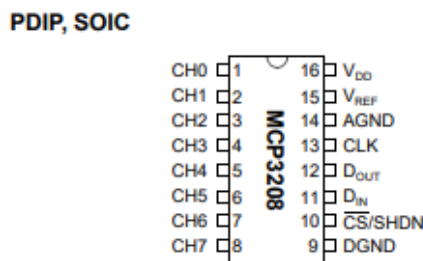 PDIP, SOIC
CH0 1 16 VDD
CH1 2 15 VREF
CH2 3 14 AGND
CH3 4 13 CLK
CH4 5 12 DOUT
CH5 6 11 DIN
CH6 7 10 CS/SHDN
CH7 8 9 DGND
MCP3208